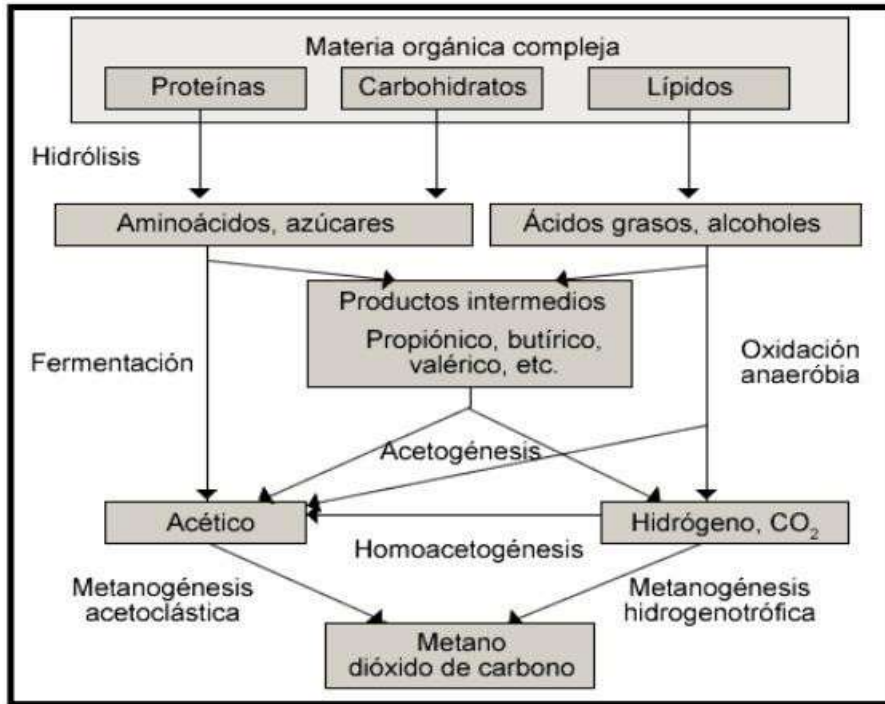 Materia orgánica compleja
Proteínas
Carbohidratos
Lípidos
Hidrólisis
Aminoácidos, azúcares
Ácidos grasos, alcoholes
Productos intermedios
Propiónico, butírico,
valérico, etc.
Fermentación
Oxidación
anaeróbia
Acetogénesis
Acético
Hidrógeno, CO₂
Homoacetogénesis
Metanogénesis
acetoclástica
Metanogénesis
hidrogenotrófica
Metano
dióxido de carbono